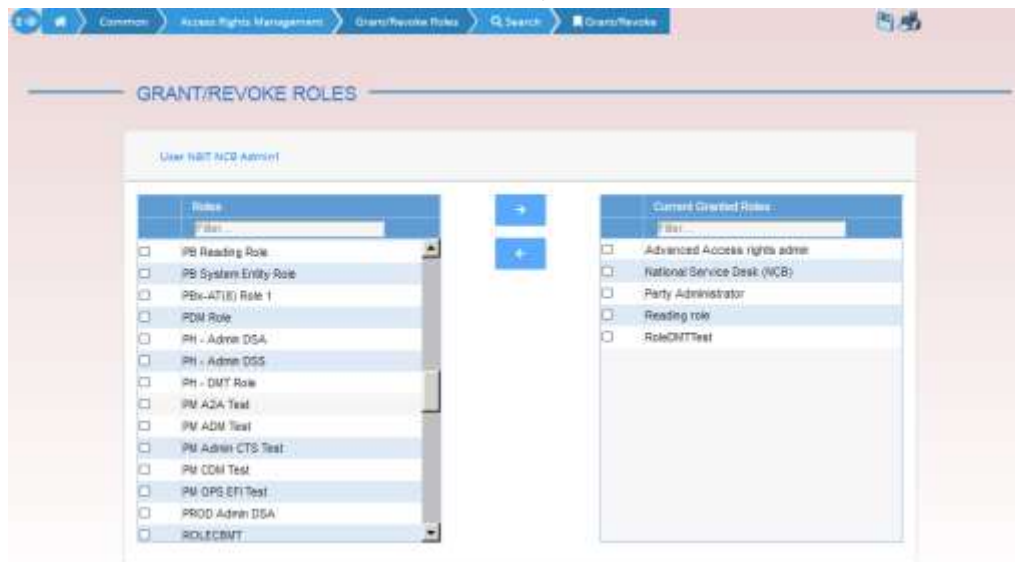 Common Access Rights Management Grant/Revoke Roles Search Grant/Revoke
GRANT/REVOKE ROLES
User NBIT NCB Admin1
Roles
Filter...
PB Reading Role
PB System Entity Role
PBx-AT(8) Role 1
PDM Role
PH - Admin DSA
PH - Admin DSS
PH - DMT Role
PM A2A Test
PM ADM Test
PM Admin CTS Test
PM CDM Test
PM OPS EFI Test
PROD Admin DSA
ROLECBMT
Current Granted Roles
Filter...
Advanced Access rights admin
National Service Desk (NCB)
Party Administrator
Reading role
RoleDMTTest